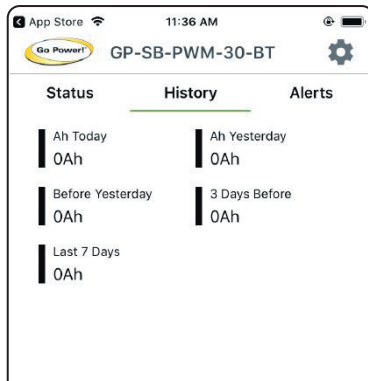 App Store 11:36 AM
Go Power! GP-SB-PWM-30-BT
Status History Alerts
Ah Today Ah Yesterday
0Ah 0Ah
Before Yesterday 3 Days Before
0Ah 0Ah
Last 7 Days
0Ah